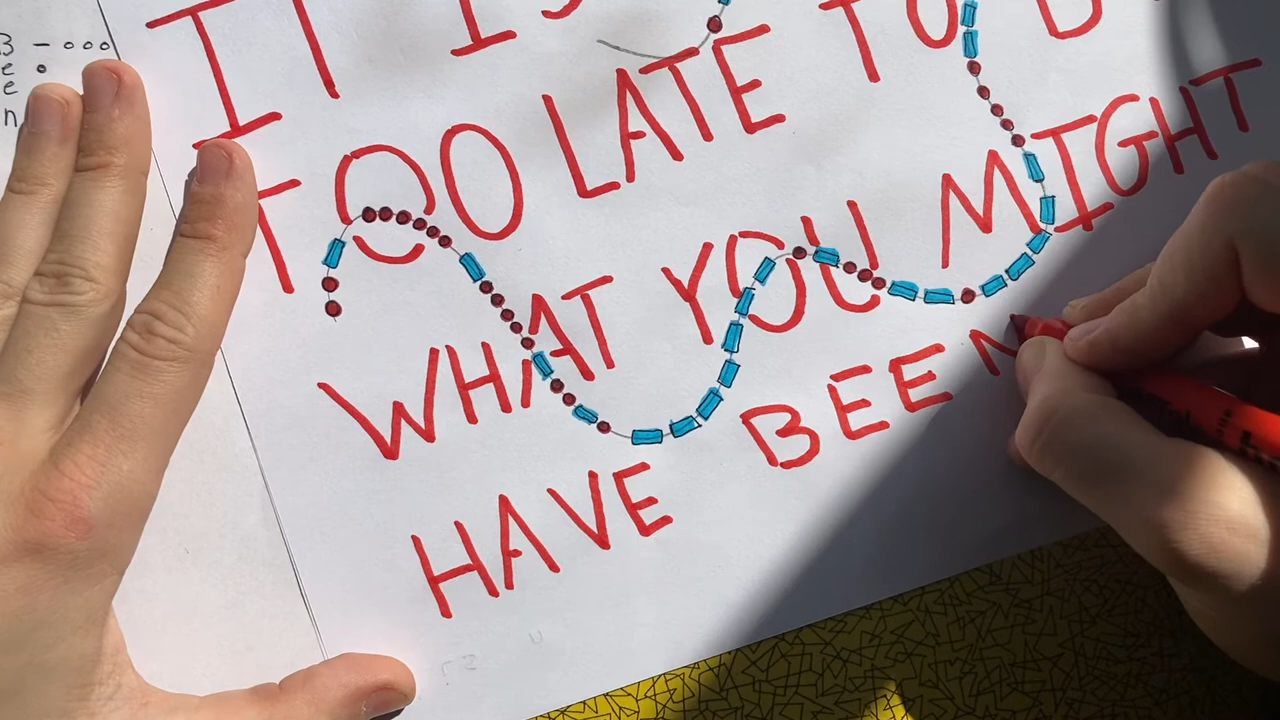 IT IS
TOO LATE TO
WHAT YOU MIGHT
HAVE BEEN
B – o o o
e o
e
n